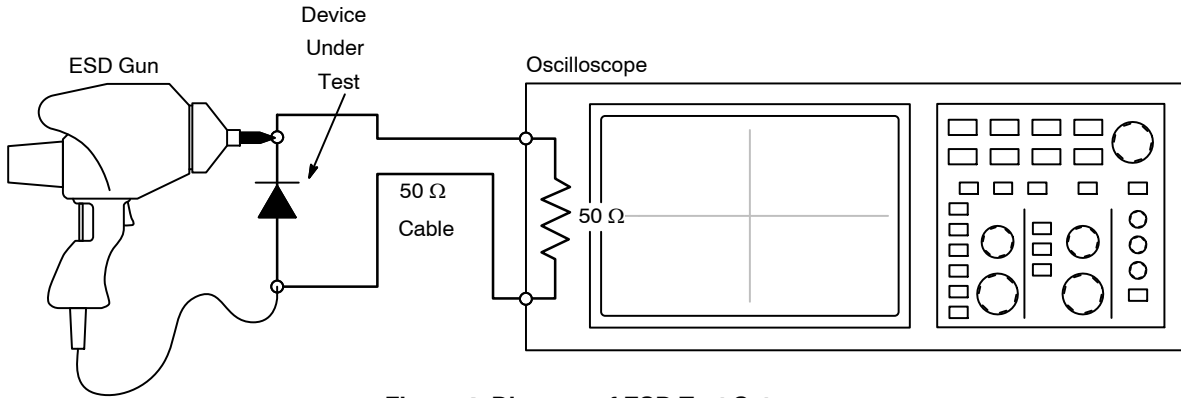 Device
Under
Test
ESD Gun
Oscilloscope
50 Ω
Cable
50 Ω